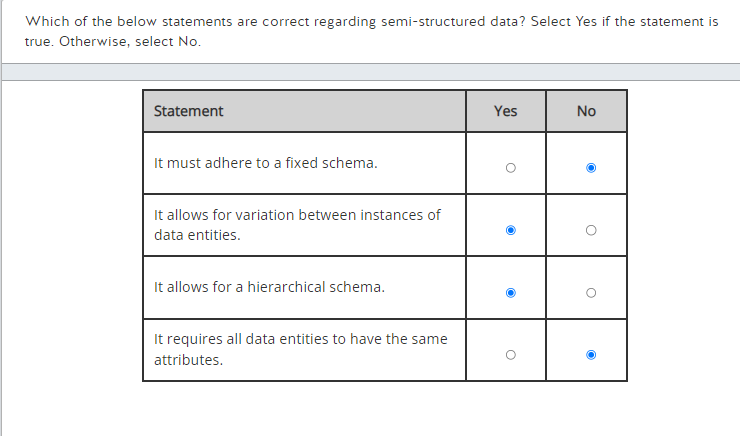 Which of the below statements are correct regarding semi-structured data? Select Yes if the statement is
true. Otherwise, select No.
Statement Yes No
It must adhere to a fixed schema.
It allows for variation between instances of
data entities.
It allows for a hierarchical schema.
It requires all data entities to have the same
attributes.